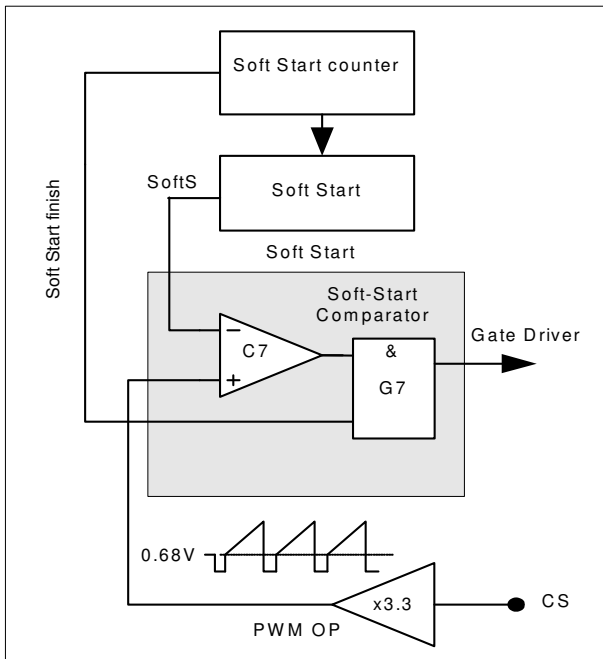 Soft Start counter
SoftS
Soft Start
Soft Start finish
Soft Start
Soft-Start
Comparator
Gate Driver
−
C7
+
&
G7
0.68V
x3.3
CS
PWM OP